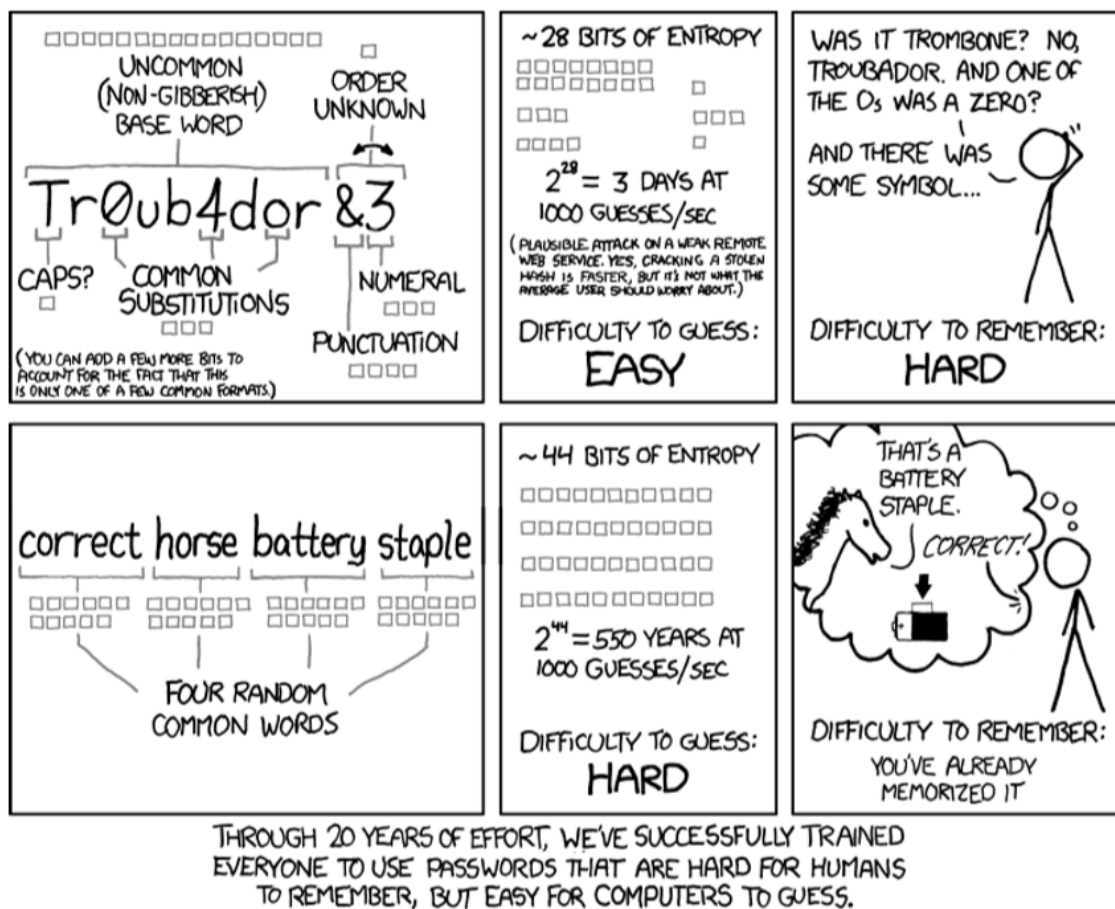 UNCOMMON
(NON-GIBBERISH)
BASE WORD
ORDER
UNKNOWN
Tr0ub4dor &3
CAPS?
COMMON
SUBSTITUTIONS
NUMERAL
PUNCTUATION
(YOU CAN ADD A FEW MORE BITS TO
ACCOUNT FOR THE FACT THAT THIS
IS ONLY ONE OF A FEW COMMON FORMATS.)
~28 BITS OF ENTROPY
2^28 = 3 DAYS AT
1000 GUESSES/SEC
(PLAUSIBLE ATTACK ON A WEAK REMOTE
WEB SERVICE. YES, CRACKING A STOLEN
HASH IS FASTER, BUT IT'S NOT WHAT THE
AVERAGE USER SHOULD WORRY ABOUT.)
DIFFICULTY TO GUESS:
EASY
WAS IT TROMBONE? NO,
TROUBADOR. AND ONE OF
THE Os WAS A ZERO?
AND THERE WAS
SOME SYMBOL...
DIFFICULTY TO REMEMBER:
HARD
correct horse battery staple
FOUR RANDOM
COMMON WORDS
~44 BITS OF ENTROPY
2^44 = 550 YEARS AT
1000 GUESSES/SEC
DIFFICULTY TO GUESS:
HARD
THAT'S A
BATTERY
STAPLE.
CORRECT!
+
DIFFICULTY TO REMEMBER:
YOU'VE ALREADY
MEMORIZED IT
THROUGH 20 YEARS OF EFFORT, WE'VE SUCCESSFULLY TRAINED
EVERYONE TO USE PASSWORDS THAT ARE HARD FOR HUMANS
TO REMEMBER, BUT EASY FOR COMPUTERS TO GUESS.